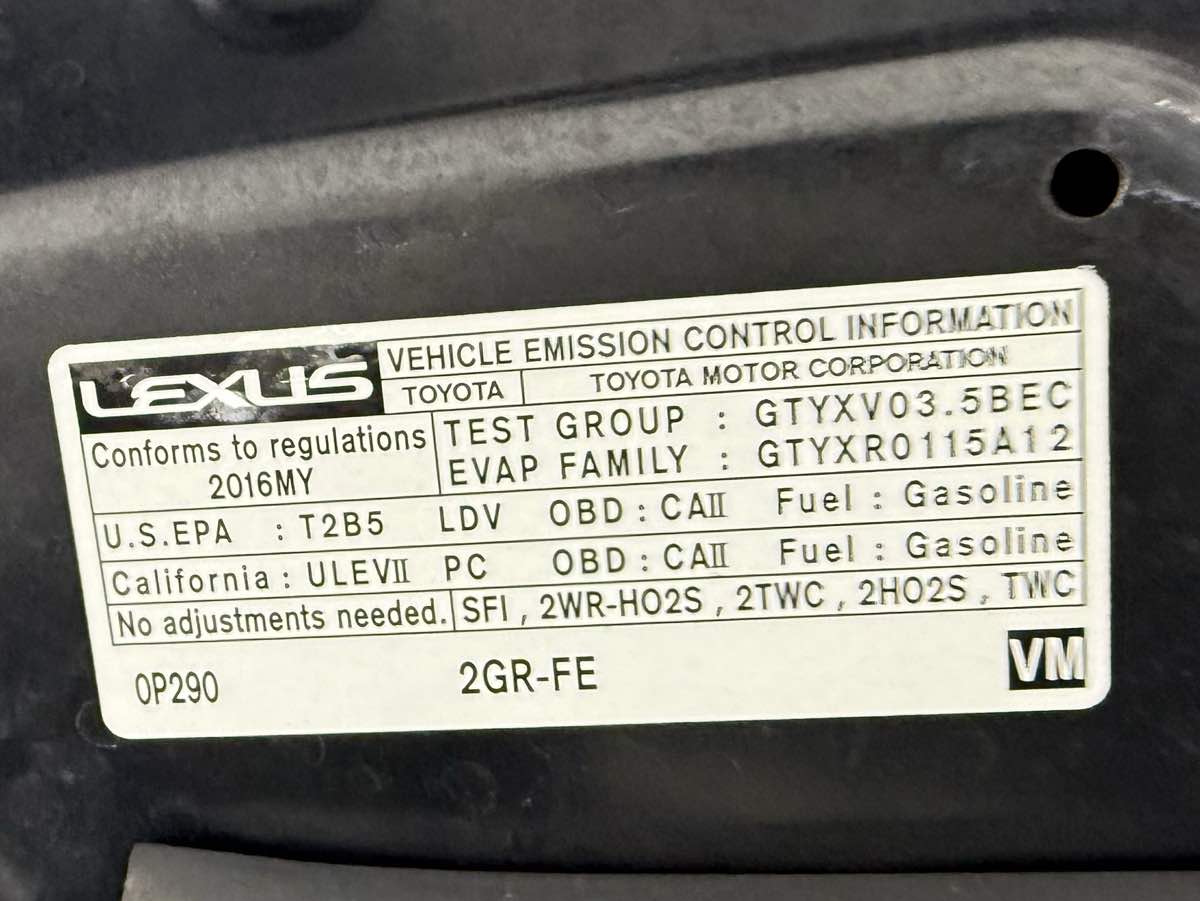 LEXUS
VEHICLE EMISSION CONTROL INFORMATION
TOYOTA TOYOTA MOTOR CORPORATION
Conforms to regulations
2016MY
TEST GROUP : GTYXV03.5BEC
EVAP FAMILY : GTYXR0115A12
U.S.EPA : T2B5 LDV OBD : CAⅡ Fuel : Gasoline
California : ULEVⅡ PC OBD : CAⅡ Fuel : Gasoline
No adjustments needed. SFI , 2WR-HO2S , 2TWC , 2HO2S , TWC
0P290 2GR-FE VM